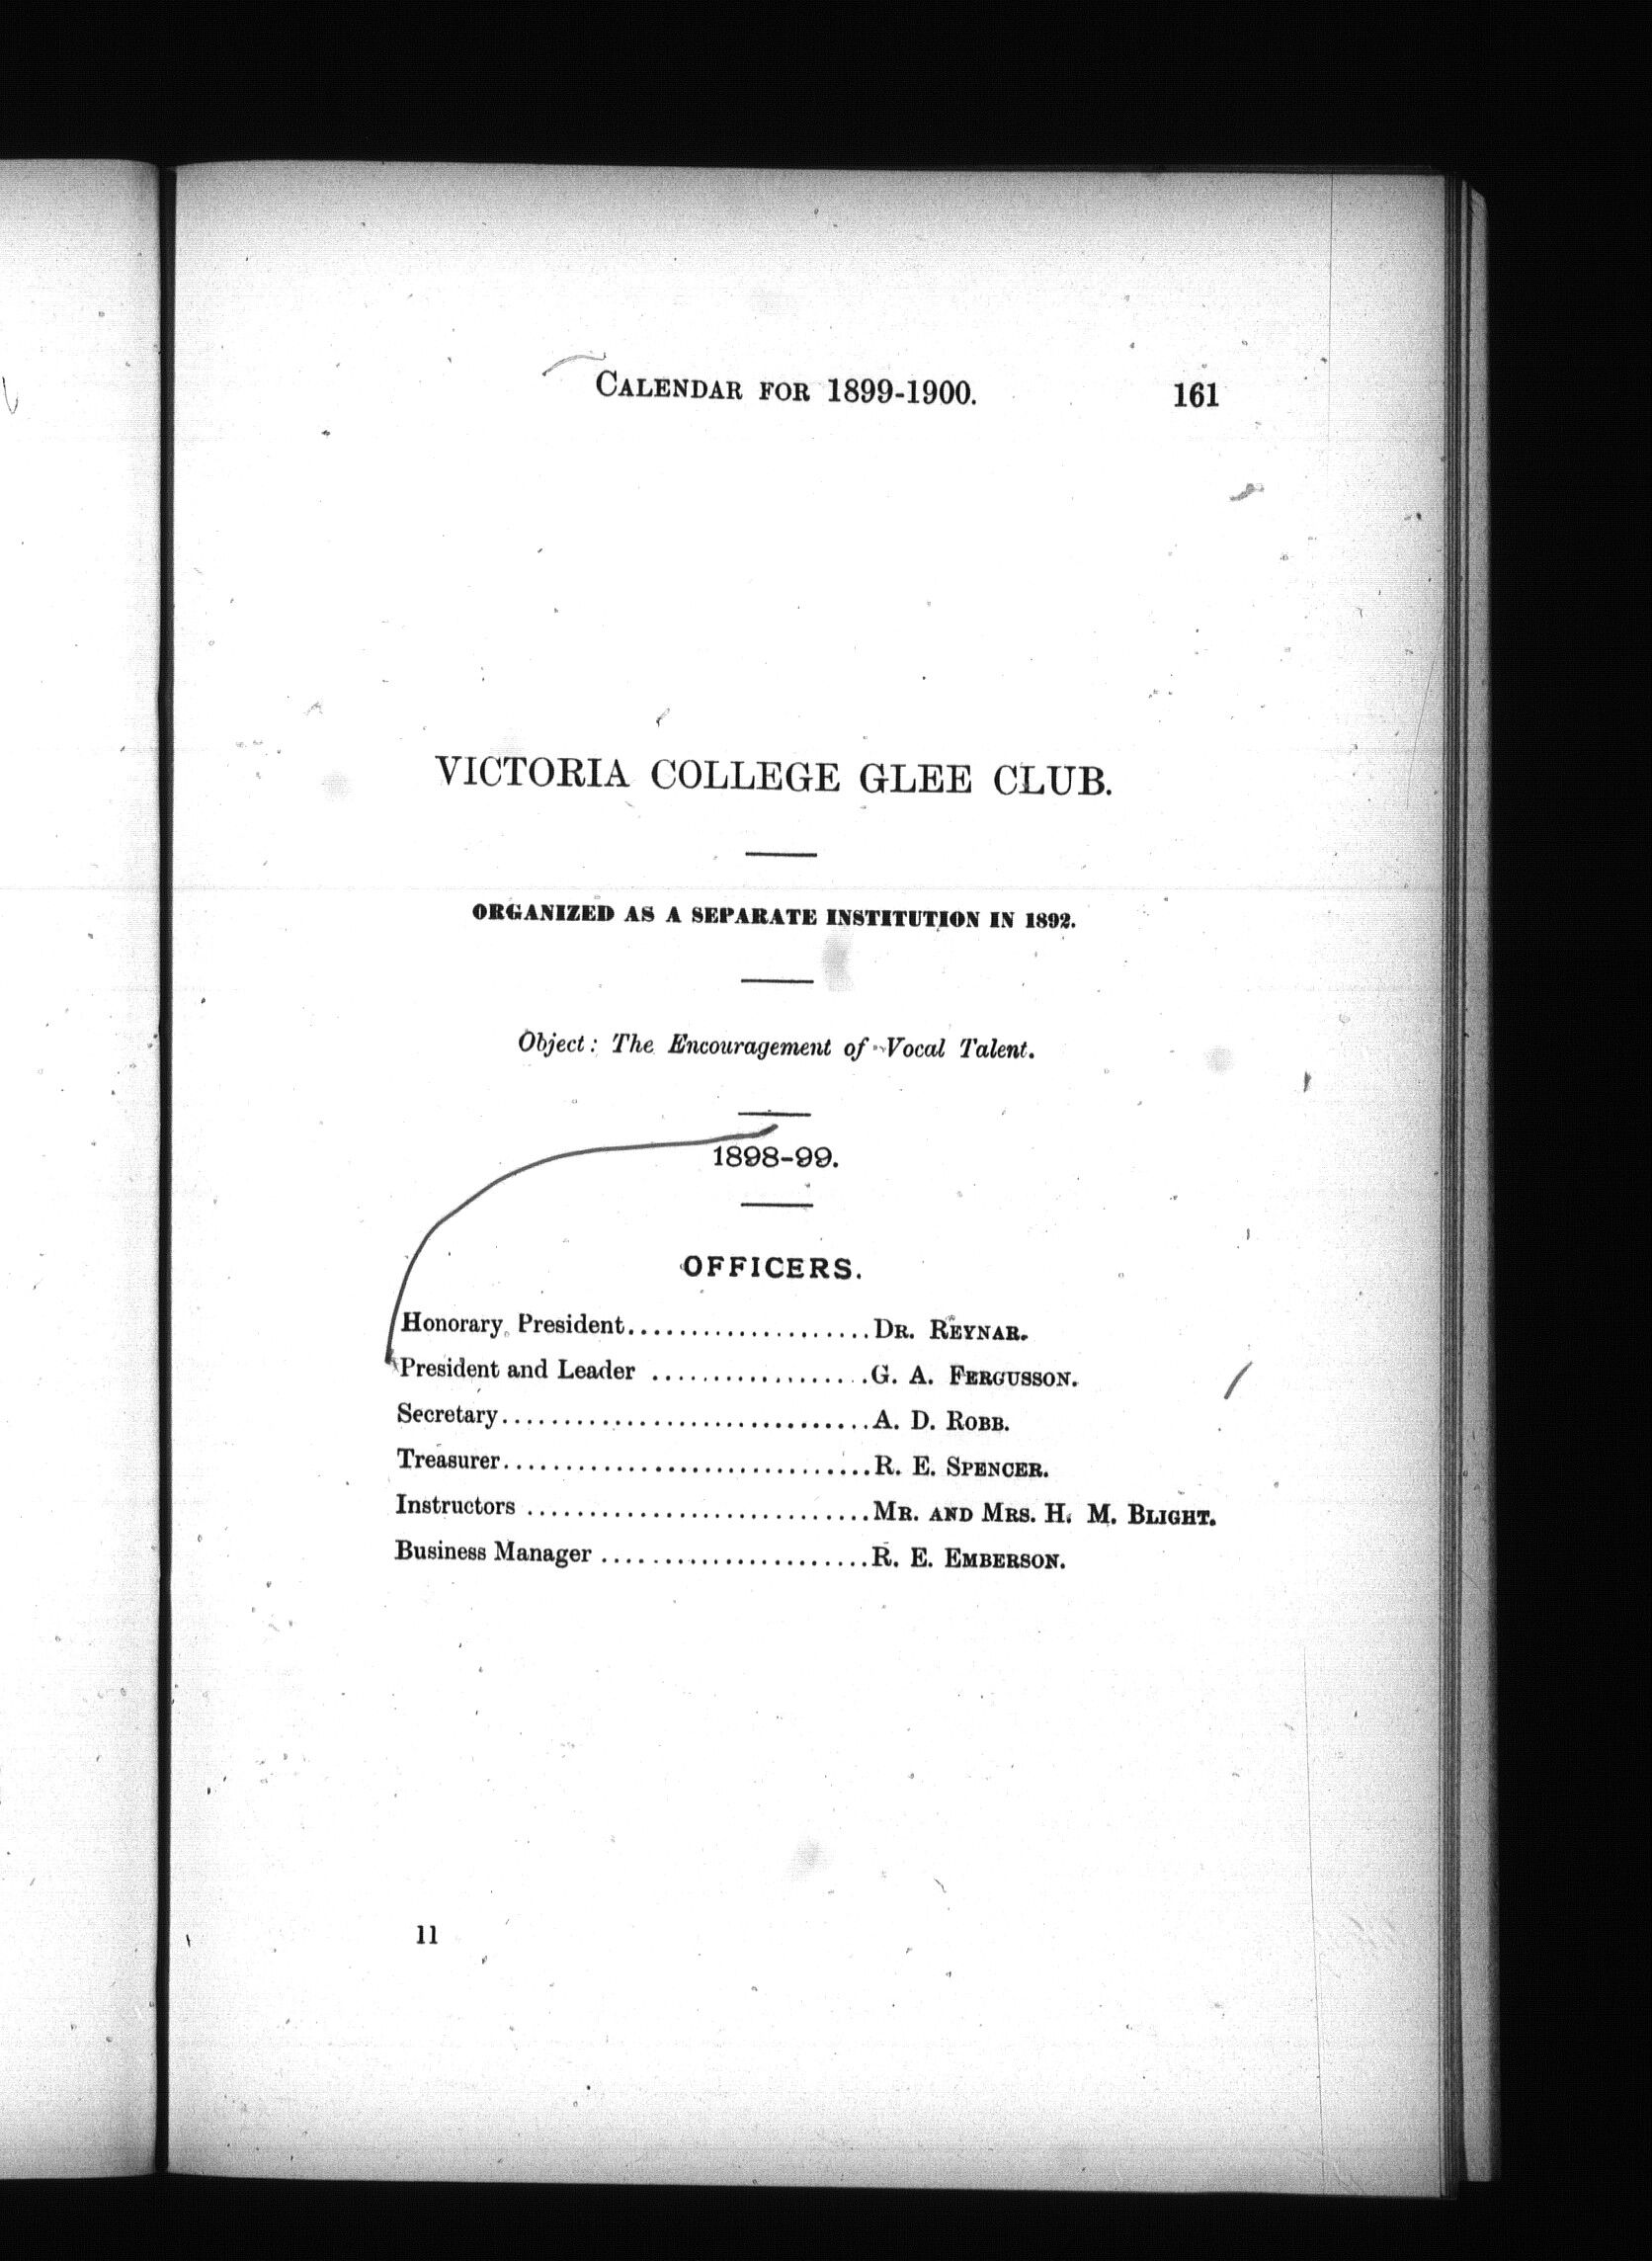 CALENDAR FOR 1899-1900. 161
VICTORIA COLLEGE GLEE CLUB.
ORGANIZED AS A SEPARATE INSTITUTION IN 1892.
Object: The Encouragement of Vocal Talent.
1898-99.
OFFICERS.
Honorary President....................DR. REYNAR.
President and Leader ..................G. A. FERGUSSON.
Secretary..............................A. D. ROBB.
Treasurer..............................R. E. SPENCER.
Instructors ............................MR. AND MRS. H. M. BLIGHT.
Business Manager ......................R. E. EMBERSON.
11